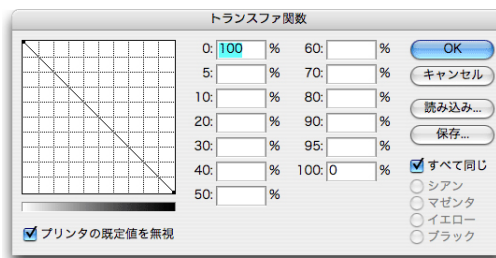 トランスファ関数
0: 100 %
5: %
10: %
20: %
30: %
40: %
50: %
60: %
70: %
80: %
90: %
95: %
100: 0 %
OK
キャンセル
読み込み...
保存...
すべて同じ
シアン
マゼンタ
イエロー
ブラック
プリンタの既定値を無視